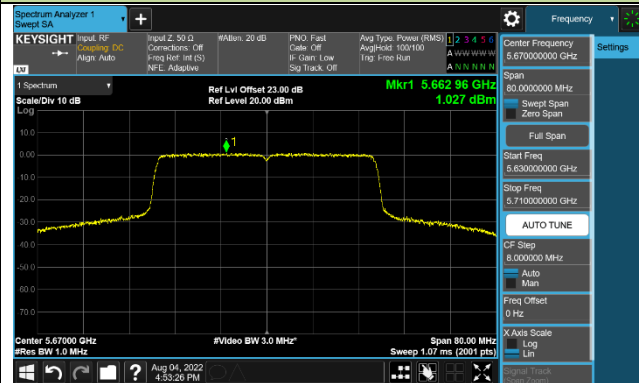 Spectrum Analyzer 1
Swept SA
+
Frequency
KEYSIGHT
Input: RF
Coupling: DC
Align: Auto
Input Z: 50 Ω
Corrections: Off
Freq Ref: Int (S)
NFE: Adaptive
#Atten: 20 dB
PNO: Fast
Gate: Off
IF Gain: Low
Sig Track: Off
Avg Type: Power (RMS)
Avg|Hold: 100/100
Trig: Free Run
1 2 3 4 5 6
A W W W W W
A N N N N N
LXI
1 Spectrum
Scale/Div 10 dB
Log
Ref Lvl Offset 23.00 dB
Ref Level 20.00 dBm
Mkr1 5.662 96 GHz
1.027 dBm
1
10.0
0.00
-10.0
-20.0
-30.0
-40.0
-50.0
-60.0
-70.0
Center 5.67000 GHz
#Res BW 1.0 MHz
#Video BW 3.0 MHz*
Span 80.00 MHz
Sweep 1.07 ms (2001 pts)
Center Frequency
5.670000000 GHz
Settings
Span
80.0000000 MHz
Swept Span
Zero Span
Full Span
Start Freq
5.630000000 GHz
Stop Freq
5.710000000 GHz
AUTO TUNE
CF Step
8.000000 MHz
Auto
Man
Freq Offset
0 Hz
X Axis Scale
Log
Lin
Signal Track
(Span Zoom)
?
Aug 04, 2022
4:53:26 PM